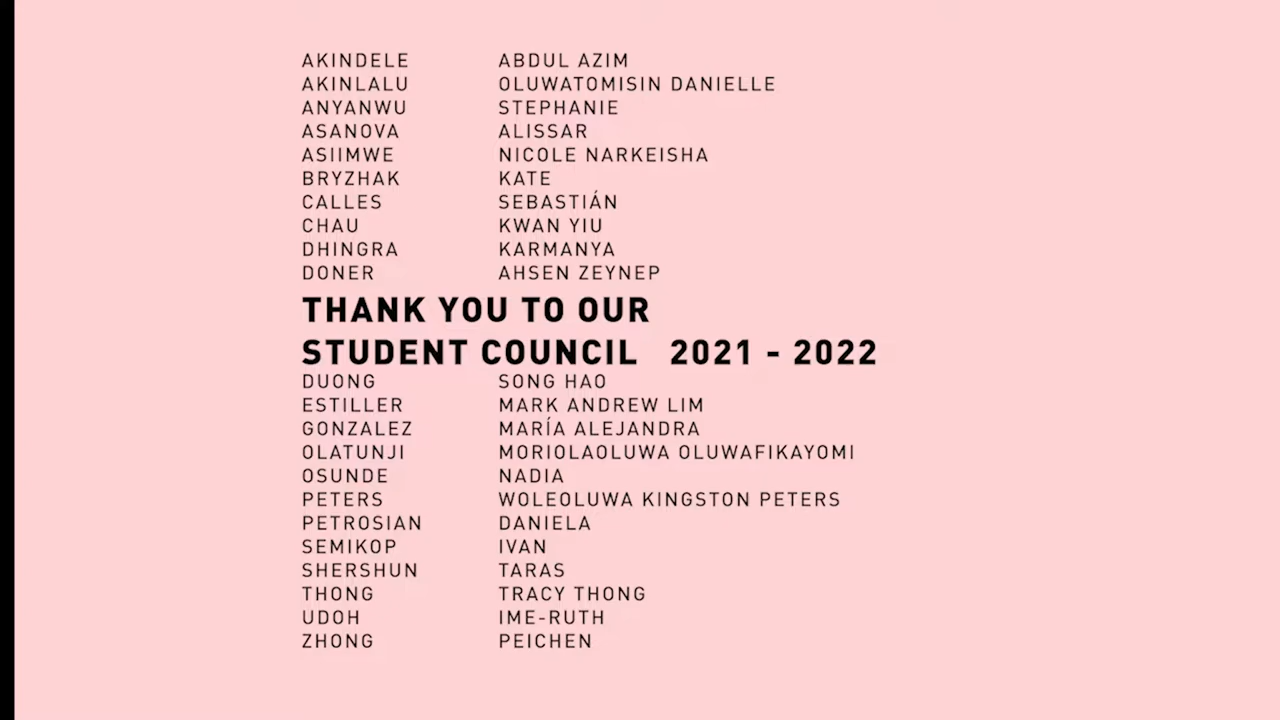 AKINDELE ABDUL AZIM
AKINLALU OLUWATOMISIN DANIELLE
ANYANWU STEPHANIE
ASANOVA ALISSAR
ASIIMWE NICOLE NARKEISHA
BRYZHAK KATE
CALLES SEBASTIÁN
CHAU KWAN YIU
DHINGRA KARMANYA
DONER AHSEN ZEYNEP
THANK YOU TO OUR
STUDENT COUNCIL 2021 - 2022
DUONG SONG HAO
ESTILLER MARK ANDREW LIM
GONZALEZ MARÍA ALEJANDRA
OLATUNJI MORIOLAOLUWA OLUWAFIKAYOMI
OSUNDE NADIA
PETERS WOLEOLUWA KINGSTON PETERS
PETROSIAN DANIELA
SEMIKOP IVAN
SHERSHUN TARAS
THONG TRACY THONG
UDOH IME-RUTH
ZHONG PEICHEN